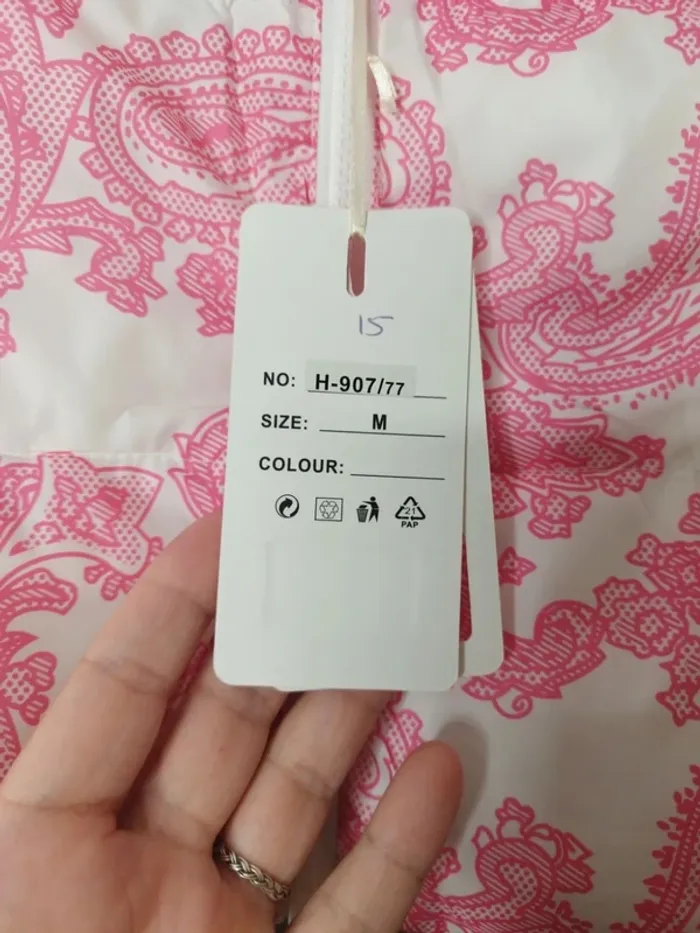 15
NO: H-907/77
SIZE: M
COLOUR:
21
PAP